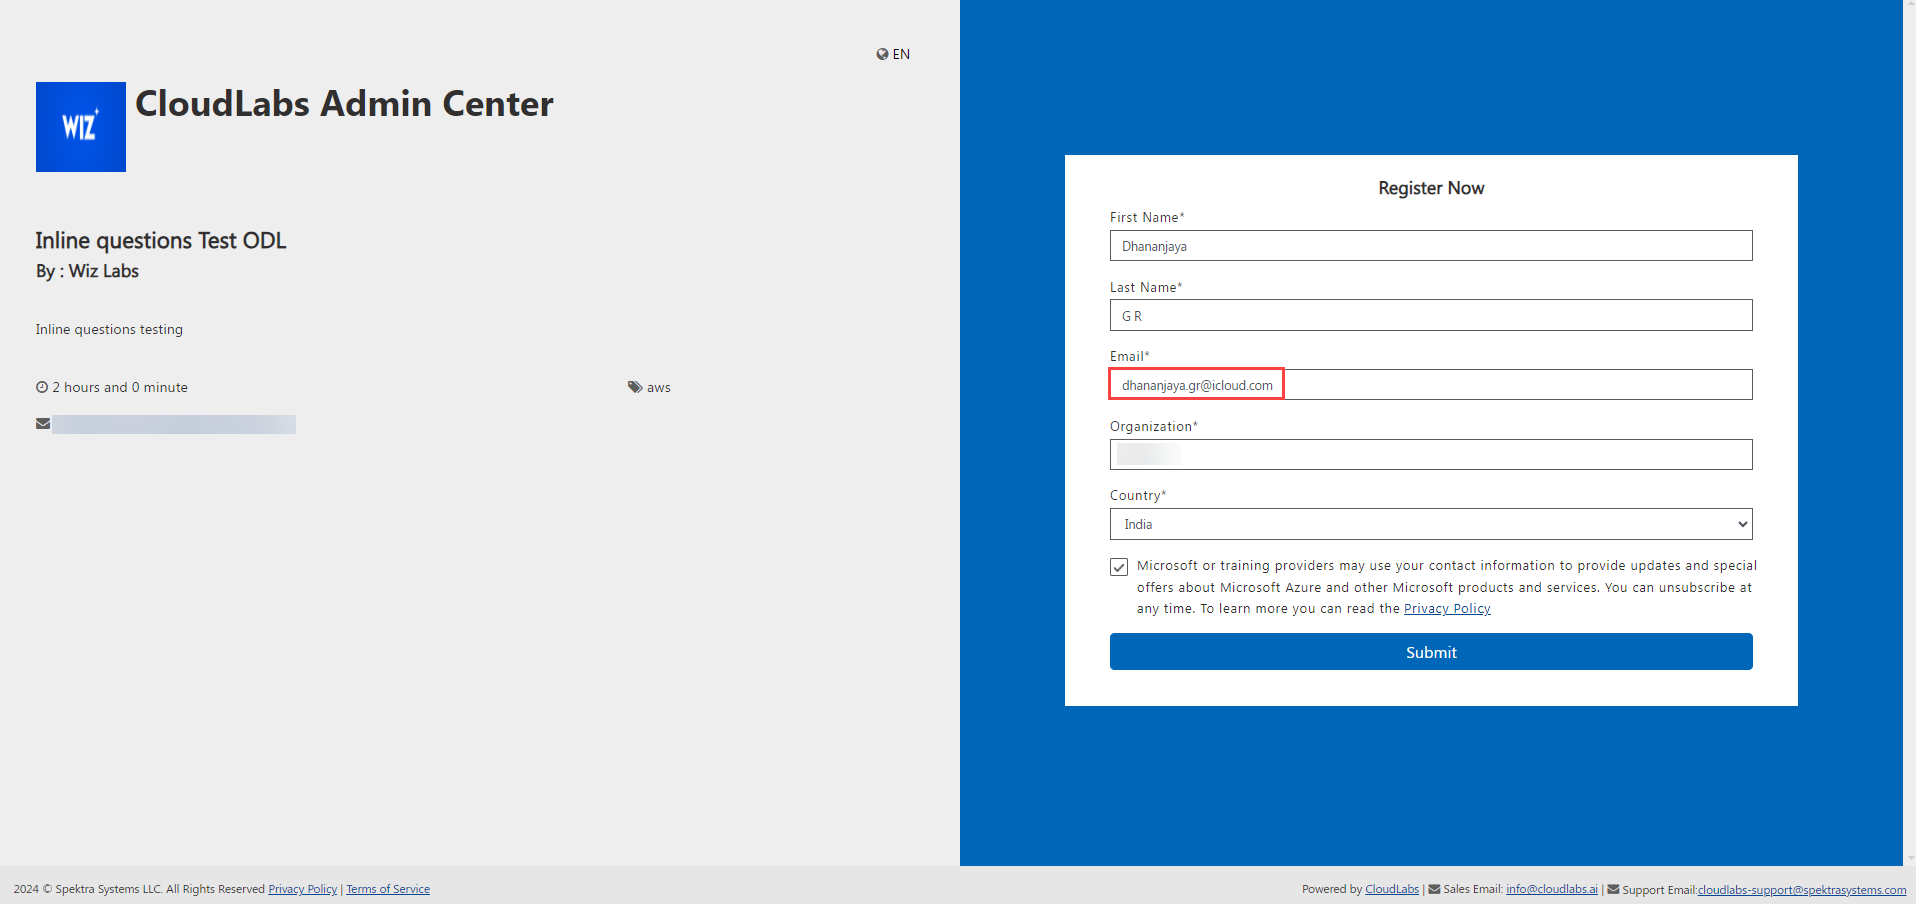 EN
WIZ
CloudLabs Admin Center
Inline questions Test ODL
By : Wiz Labs
Inline questions testing
2 hours and 0 minute
aws
Register Now
First Name*
Dhananjaya
Last Name*
G R
Email*
dhananjaya.gr@icloud.com
Organization*
Country*
India
Microsoft or training providers may use your contact information to provide updates and special
offers about Microsoft Azure and other Microsoft products and services. You can unsubscribe at
any time. To learn more you can read the Privacy Policy
Submit
2024 © Spektra Systems LLC. All Rights Reserved Privacy Policy | Terms of Service
Powered by CloudLabs | Sales Email: info@cloudlabs.ai | Support Email:cloudlabs-support@spektrasystems.com